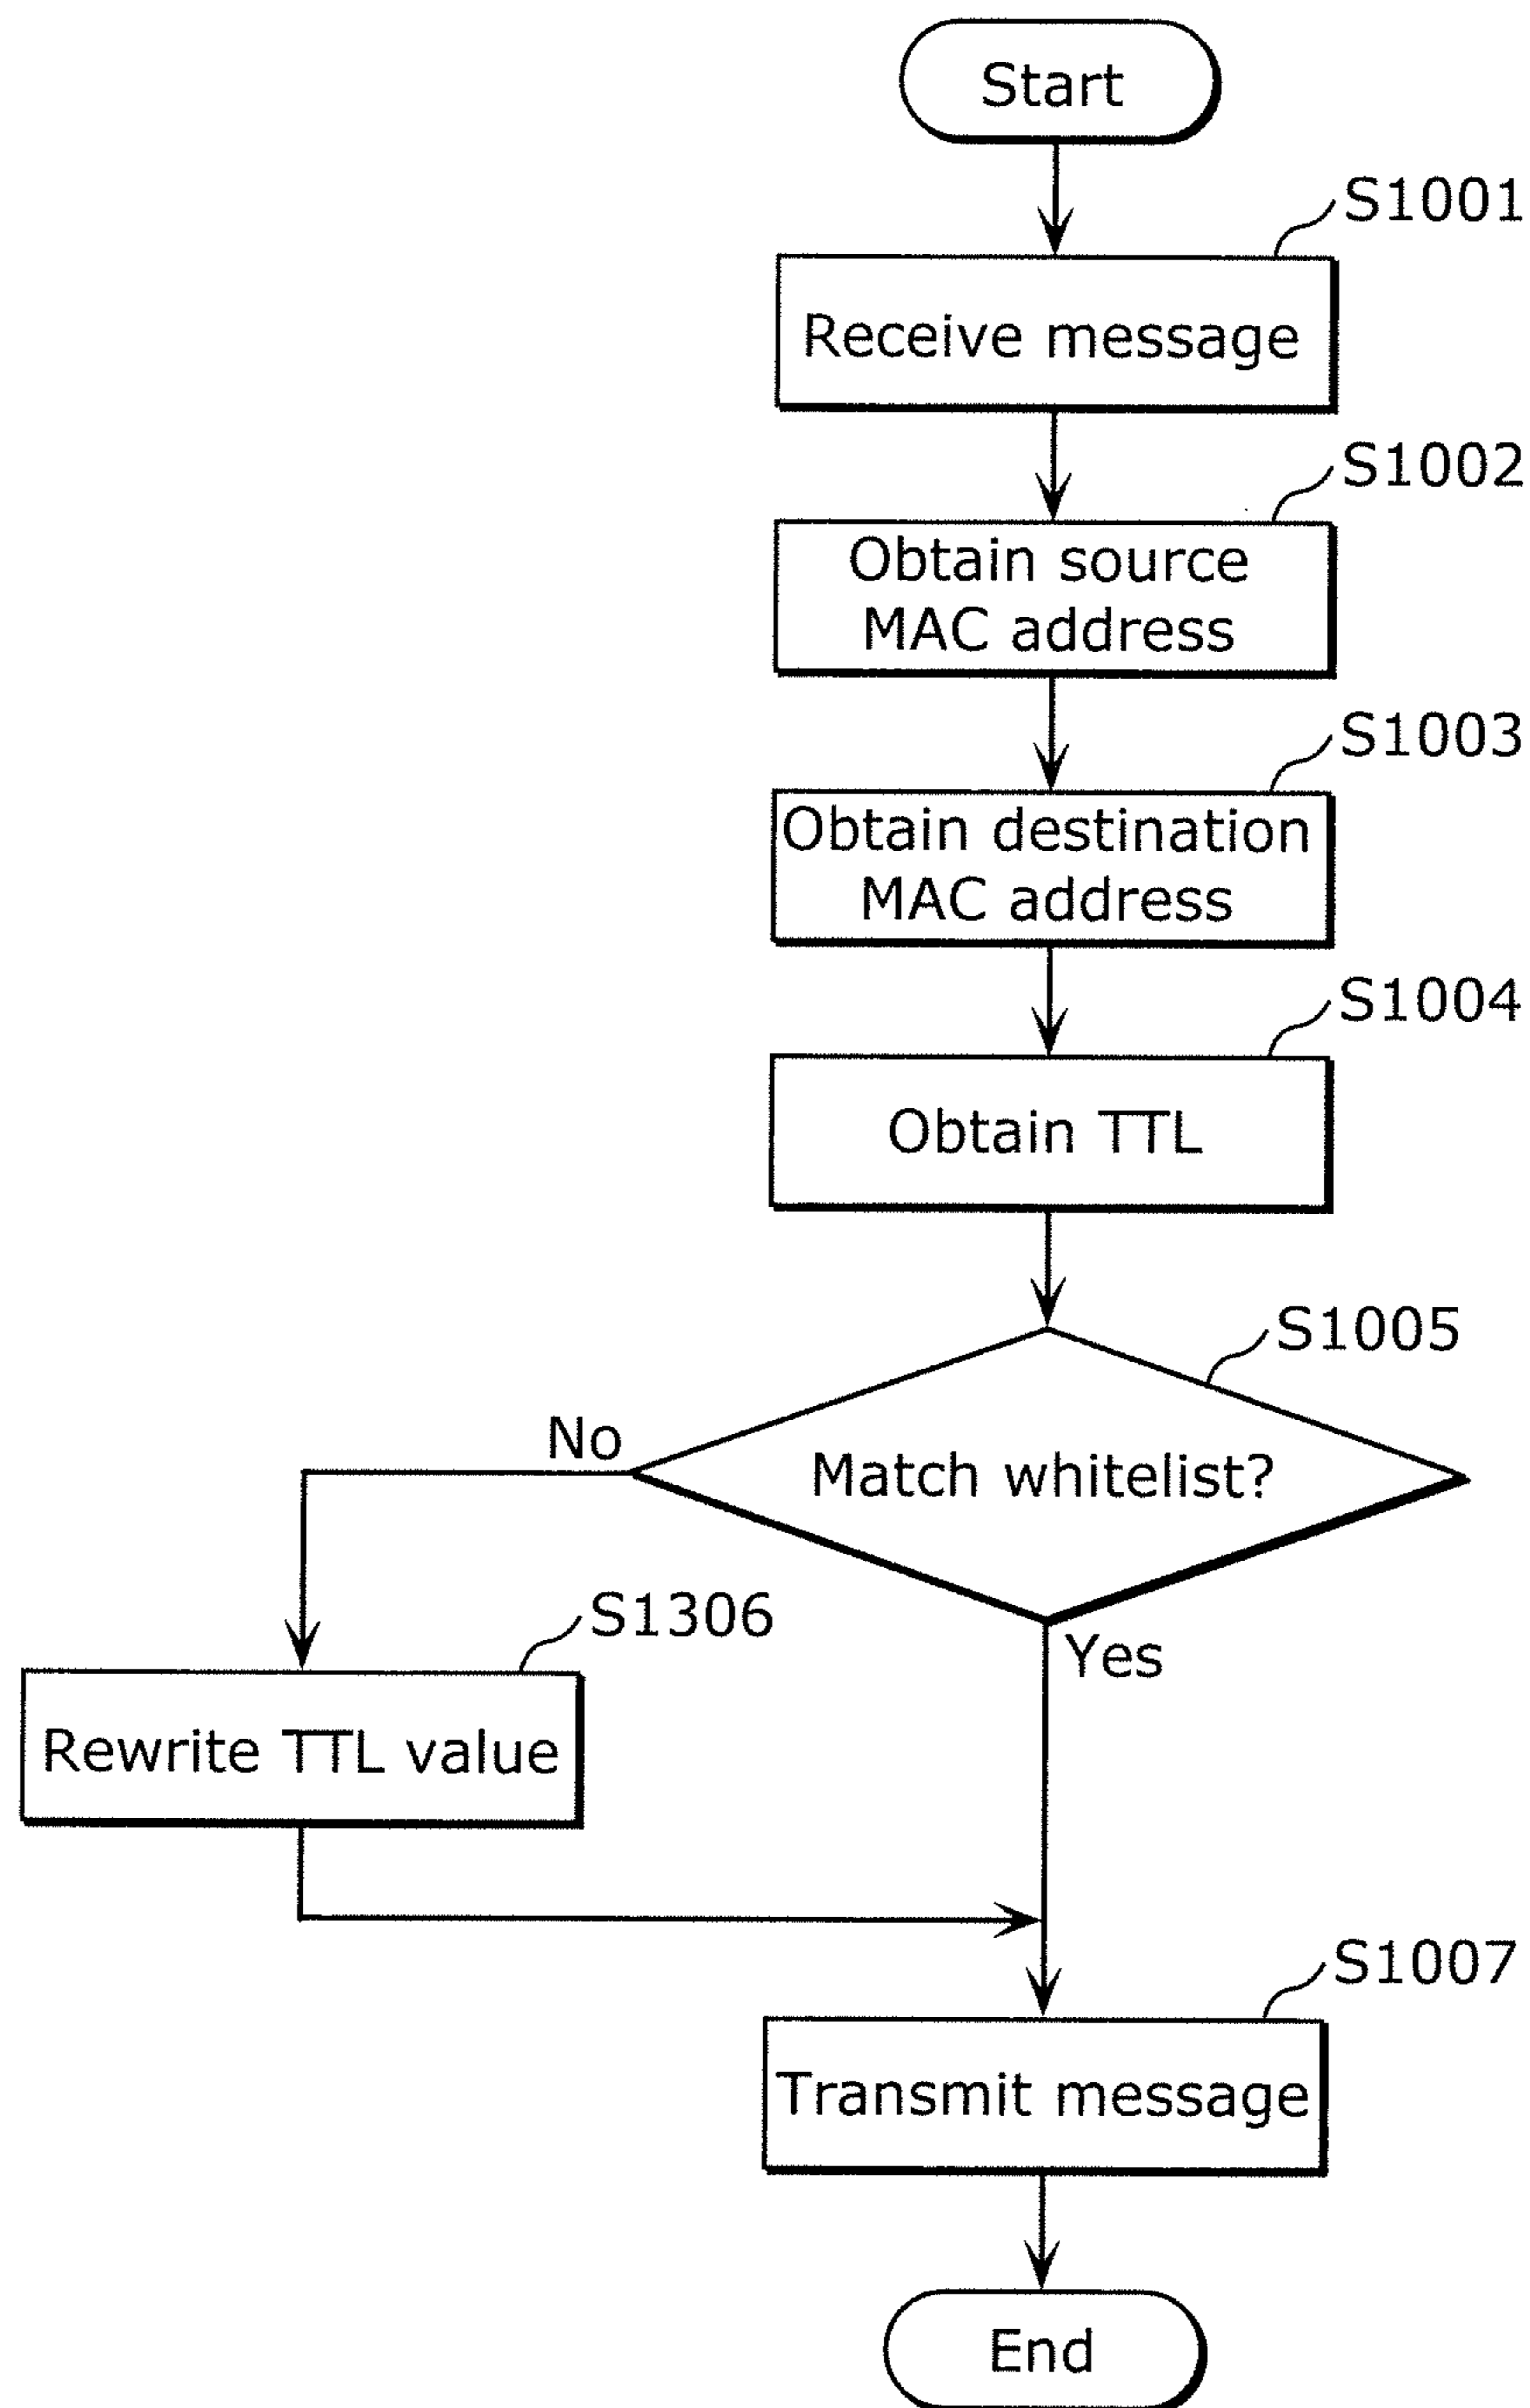 Start
S1001
Receive message
S1002
Obtain source
MAC address
S1003
Obtain destination
MAC address
S1004
Obtain TTL
S1005
Match whitelist?
No
Yes
S1306
Rewrite TTL value
S1007
Transmit message
End